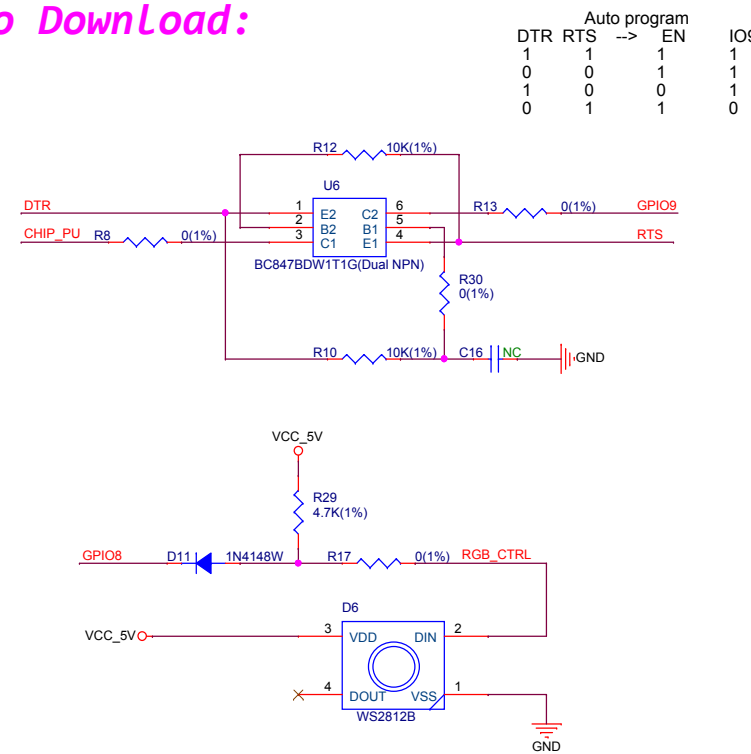 o Download:
Auto program
DTR RTS --> EN IO9
1 1 1 1
0 0 1 1
1 0 0 1
0 1 1 0
R12 10K(1%)
U6
DTR 1 E2 C2 6 R13 0(1%) GPIO9
2 B2 B1 5
CHIP_PU R8 0(1%) 3 C1 E1 4 RTS
BC847BDW1T1G(Dual NPN)
R30
0(1%)
R10 10K(1%) C16 NC GND
VCC_5V
R29
4.7K(1%)
GPIO8 D11 1N4148W R17 0(1%) RGB_CTRL
D6
VCC_5V 3 VDD DIN 2
4 DOUT VSS 1
WS2812B
GND